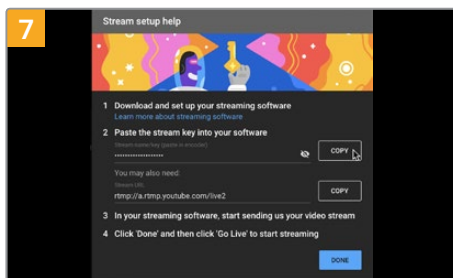 7
Stream setup help
1 Download and set up your streaming software
Learn more about streaming software
2 Paste the stream key into your software
Stream name/key (paste in encoder)
••••••••••••••••••••
COPY
You may also need:
Stream URL
rtmp://a.rtmp.youtube.com/live2
COPY
3 In your streaming software, start sending us your video stream
4 Click 'Done' and then click 'Go Live' to start streaming
DONE